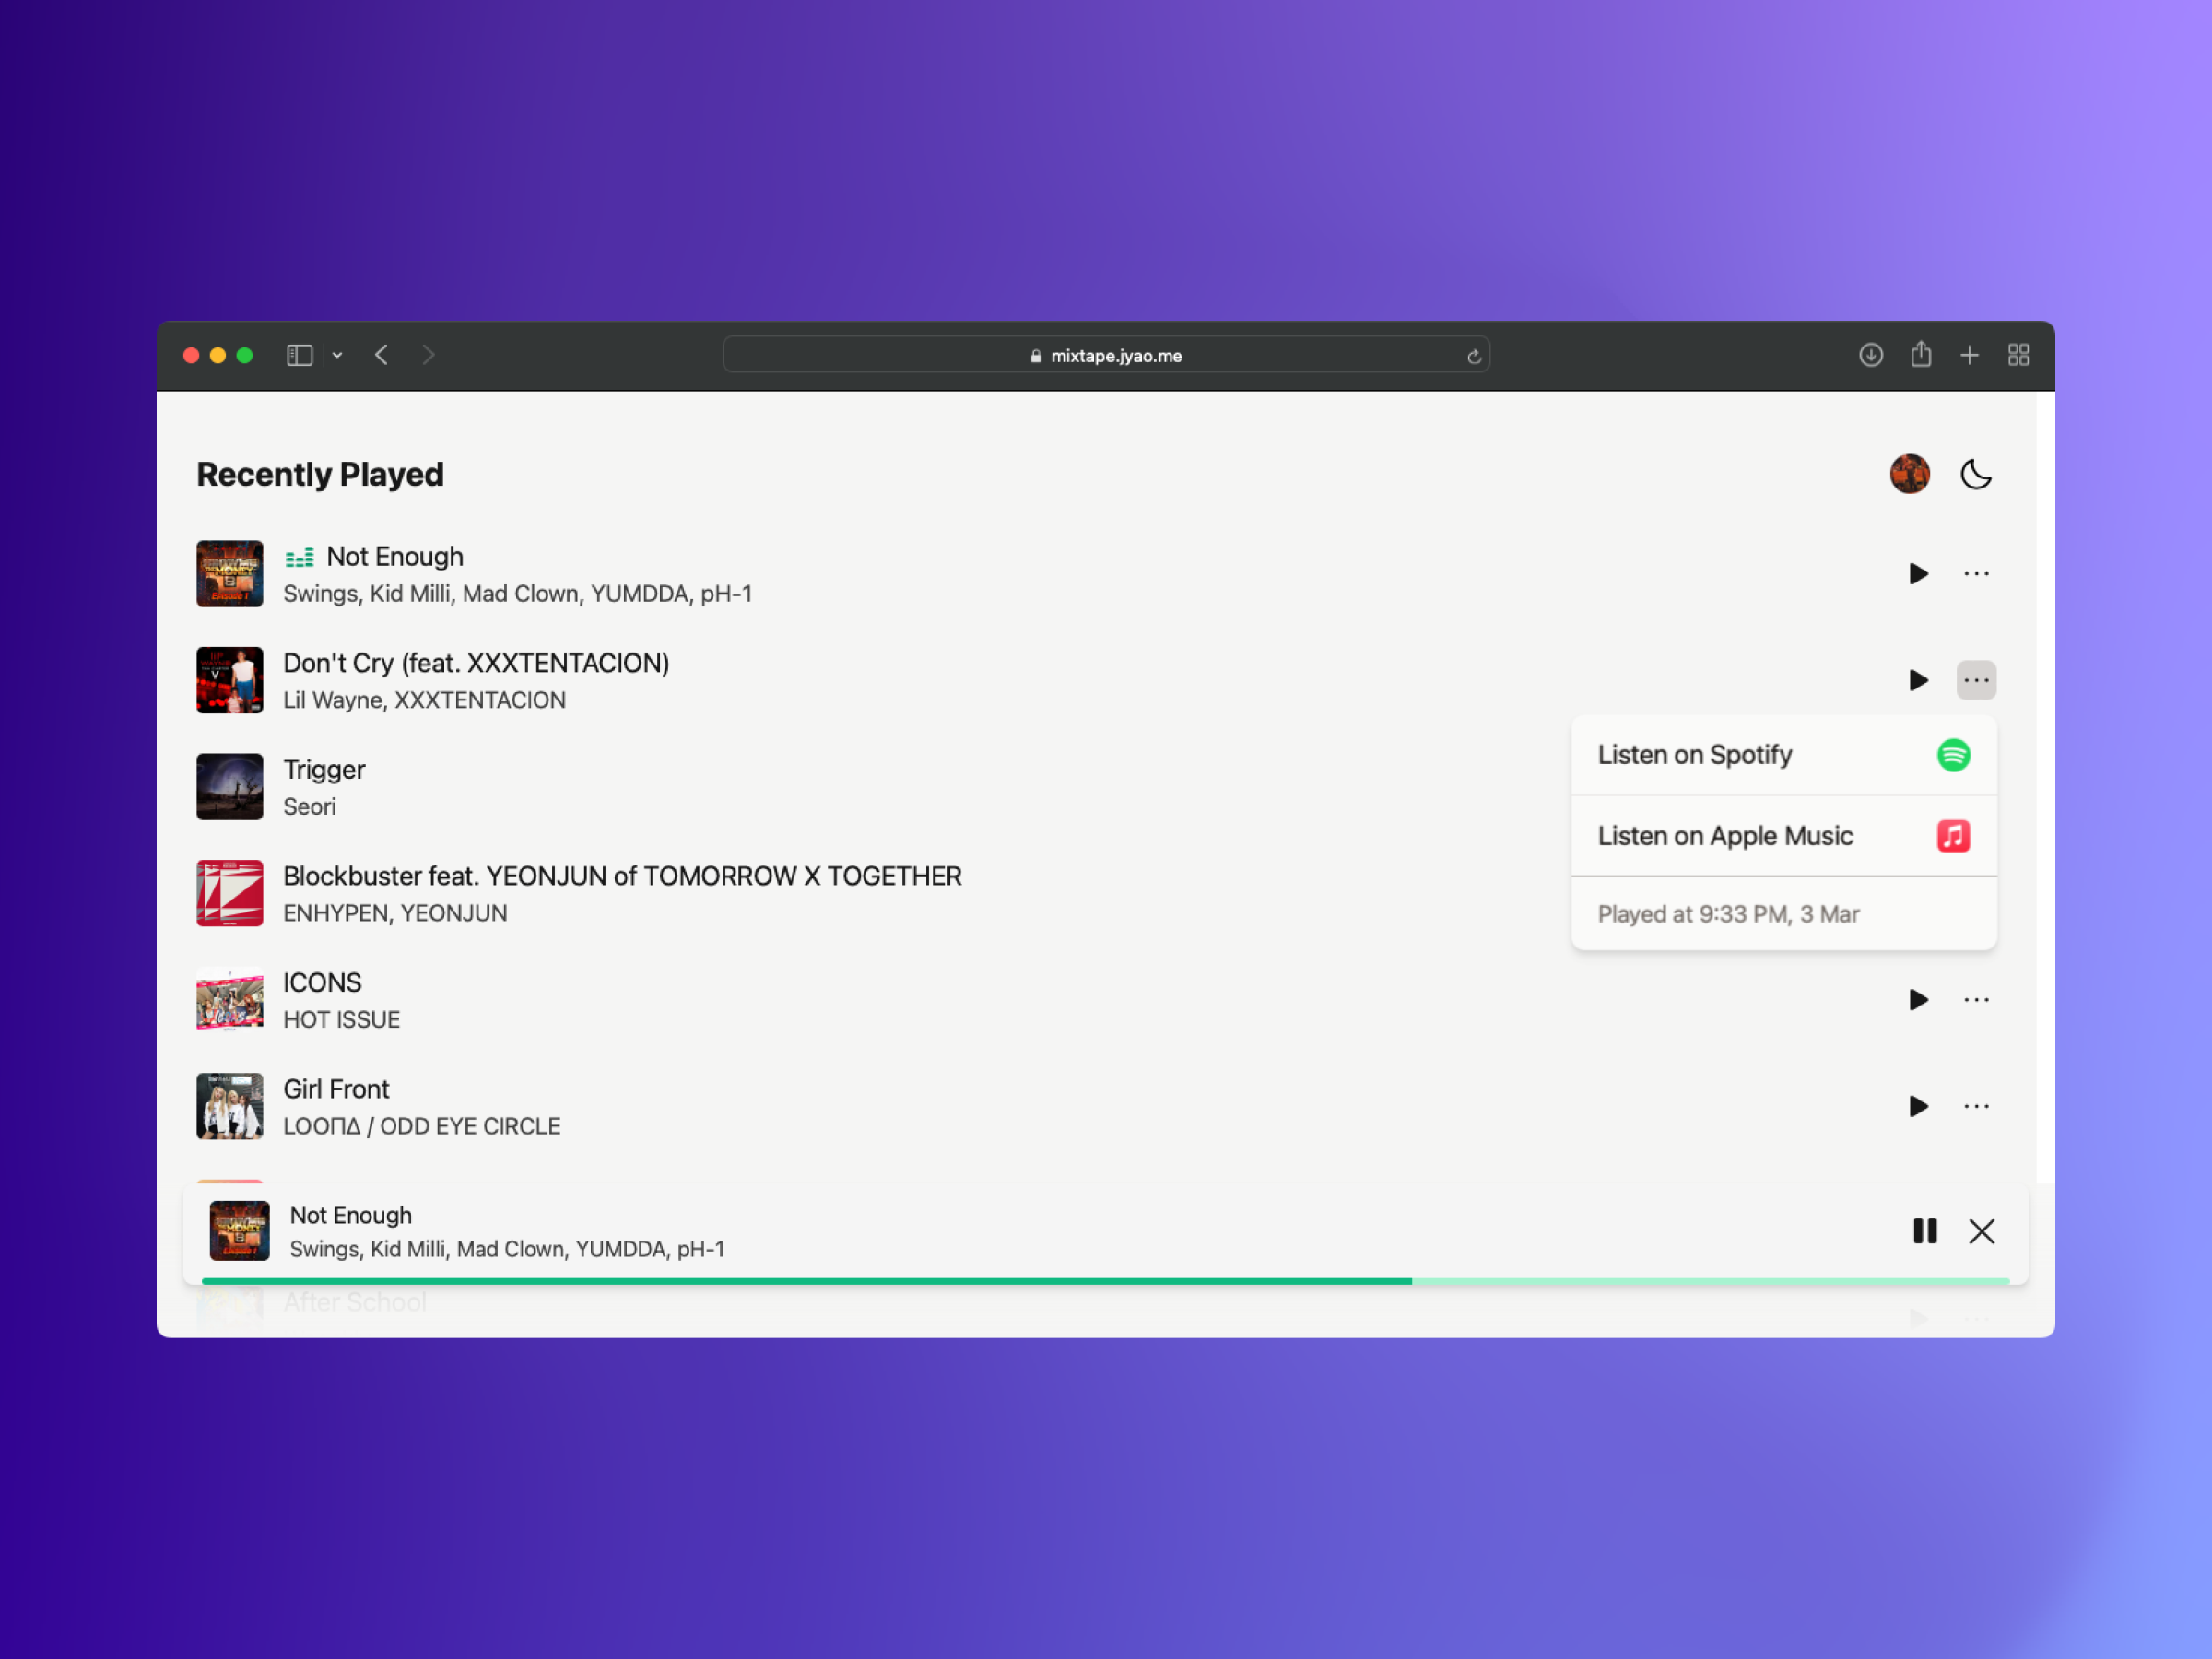 mixtape.jyao.me
Recently Played
Not Enough
Swings, Kid Milli, Mad Clown, YUMDDA, pH-1
Don't Cry (feat. XXXTENTACION)
Lil Wayne, XXXTENTACION
Listen on Spotify
Trigger
Seori
Listen on Apple Music
Blockbuster feat. YEONJUN of TOMORROW X TOGETHER
ENHYPEN, YEONJUN
Played at 9:33 PM, 3 Mar
ICONS
HOT ISSUE
Girl Front
LOOΠΔ / ODD EYE CIRCLE
Not Enough
Swings, Kid Milli, Mad Clown, YUMDDA, pH-1
After School